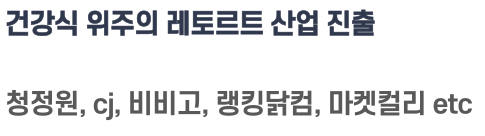 건강식 위주의 레토르트 산업 진출
청정원, cj, 비비고, 랭킹닭컴, 마켓컬리 etc